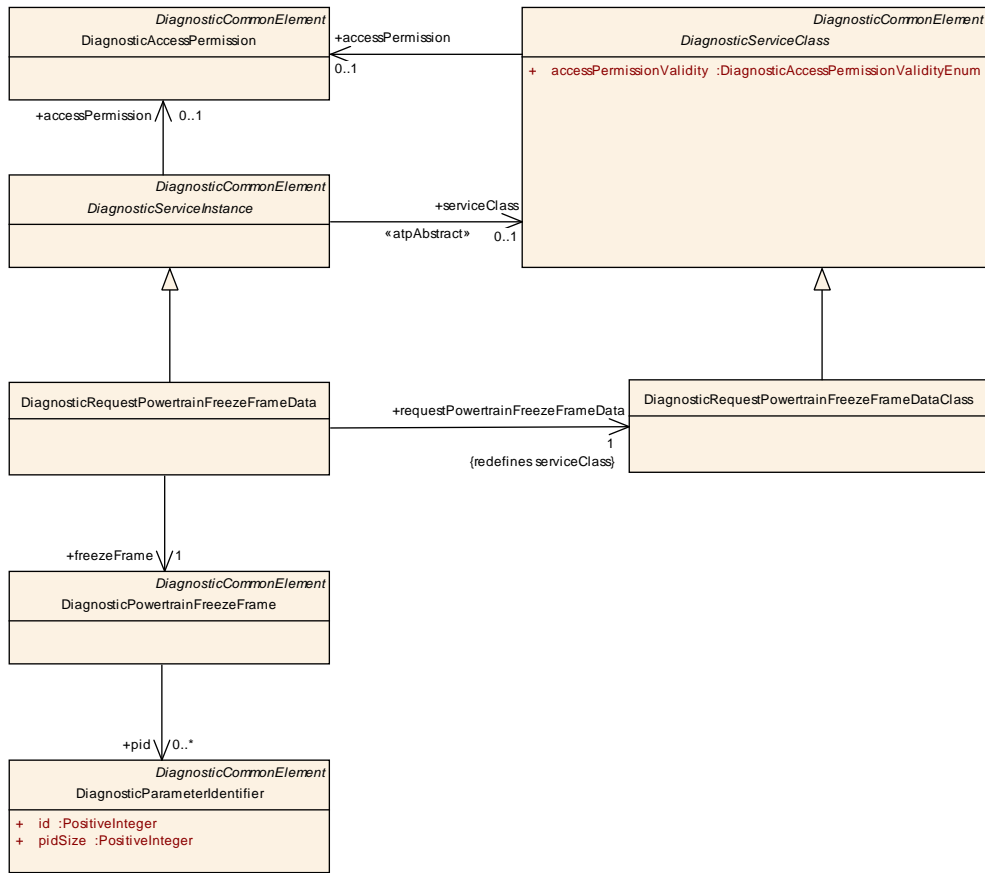 DiagnosticCommonElement
DiagnosticAccessPermission
DiagnosticCommonElement
DiagnosticServiceClass
+ accessPermissionValidity :DiagnosticAccessPermissionValidityEnum
+accessPermission
0..1
+accessPermission
0..1
DiagnosticCommonElement
DiagnosticServiceInstance
+serviceClass
«atpAbstract»
0..1
DiagnosticRequestPowertrainFreezeFrameData
+requestPowertrainFreezeFrameData
1
{redefines serviceClass}
DiagnosticRequestPowertrainFreezeFrameDataClass
+freezeFrame
1
DiagnosticCommonElement
DiagnosticPowertrainFreezeFrame
+pid
0..*
DiagnosticCommonElement
DiagnosticParameterIdentifier
+ id :PositiveInteger
+ pidSize :PositiveInteger